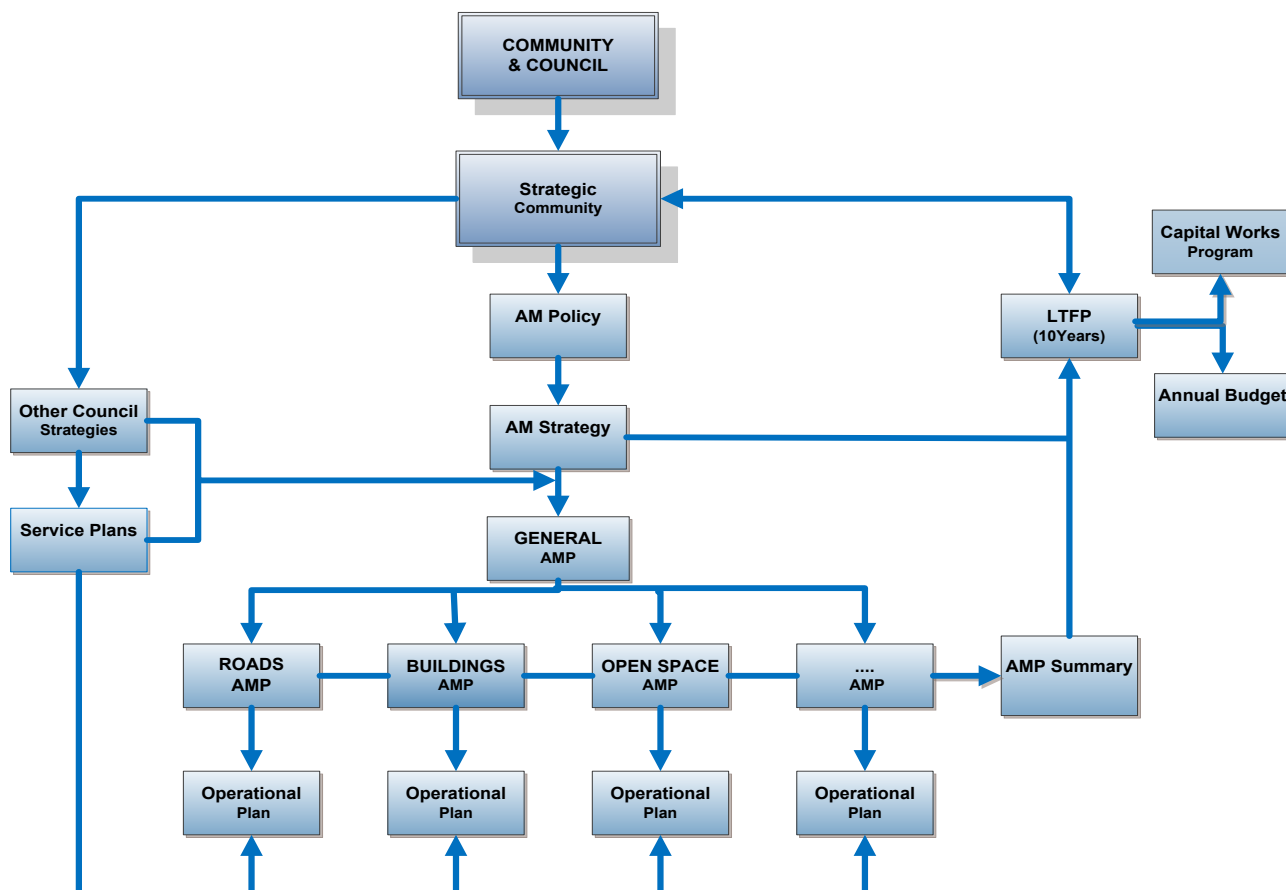 COMMUNITY
& COUNCIL
Strategic
Community
Capital Works
Program
AM Policy
LTFP
(10Years)
Annual Budget
Other Council
Strategies
AM Strategy
Service Plans
GENERAL
AMP
ROADS
AMP
BUILDINGS
AMP
OPEN SPACE
AMP
....
AMP
AMP Summary
Operational
Plan
Operational
Plan
Operational
Plan
Operational
Plan